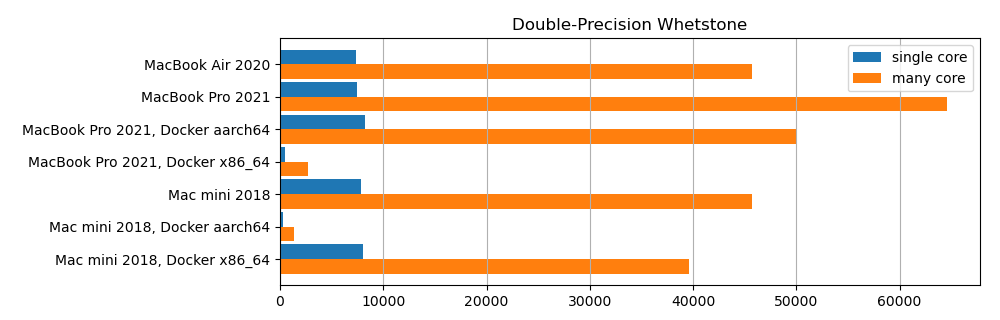 Double-Precision Whetstone
single core
many core
MacBook Air 2020
MacBook Pro 2021
MacBook Pro 2021, Docker aarch64
MacBook Pro 2021, Docker x86_64
Mac mini 2018
Mac mini 2018, Docker aarch64
Mac mini 2018, Docker x86_64
0 10000 20000 30000 40000 50000 60000